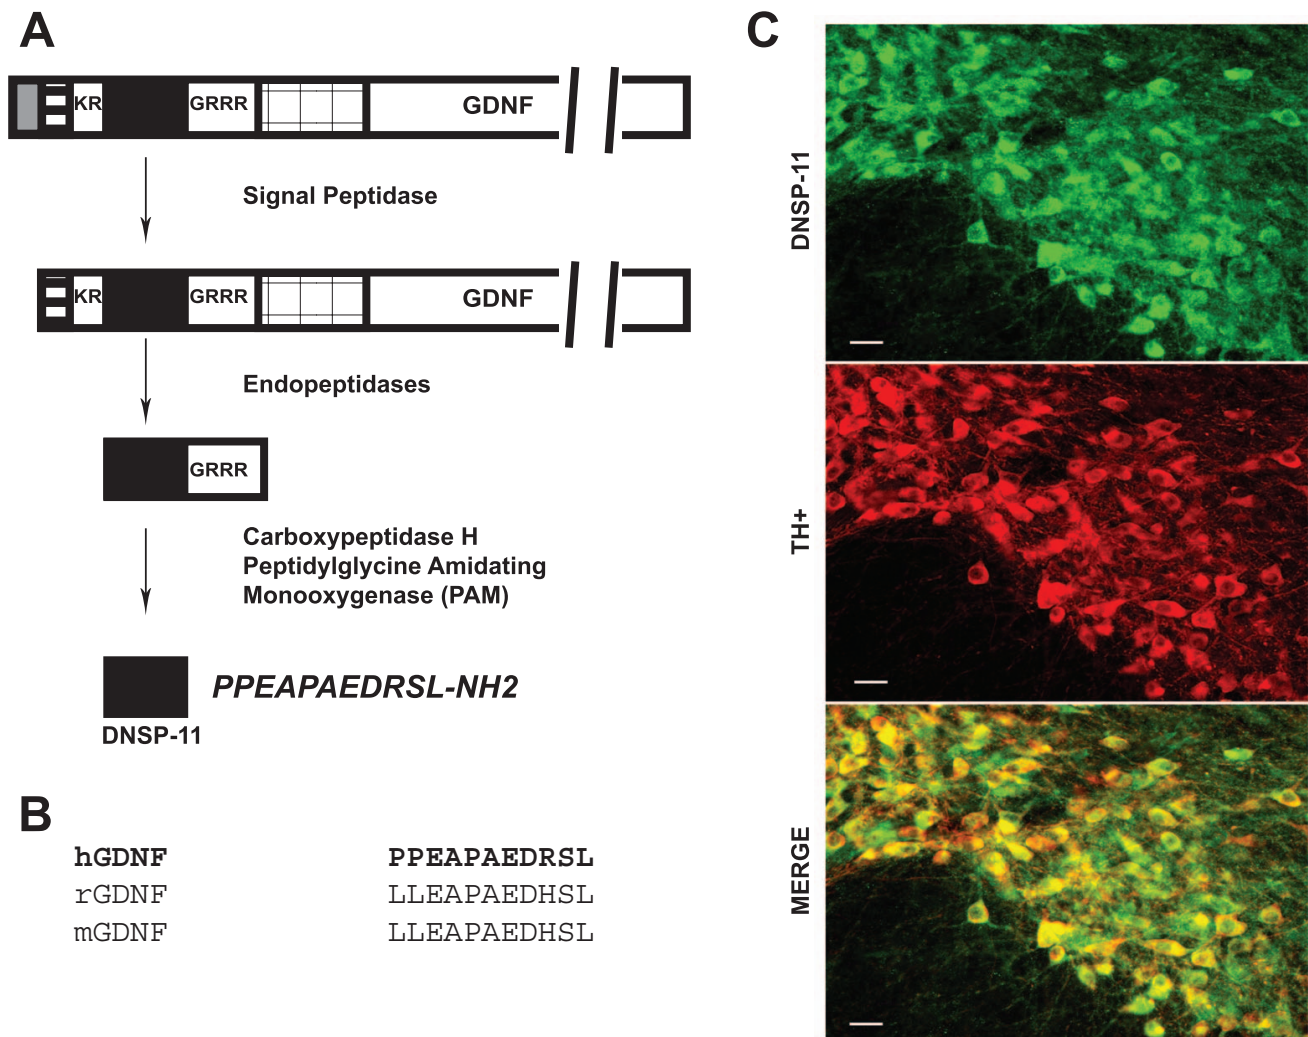 A
KR GRRR GDNF
Signal Peptidase
KR GRRR GDNF
Endopeptidases
GRRR
Carboxypeptidase H
Peptidylglycine Amidating
Monooxygenase (PAM)
PPEAPAEDRSL-NH2
DNSP-11
B
hGDNF PPEAPAEDRSL
rGDNF LLEAPAEDHSL
mGDNF LLEAPAEDHSL
C
DNSP-11
TH+
MERGE